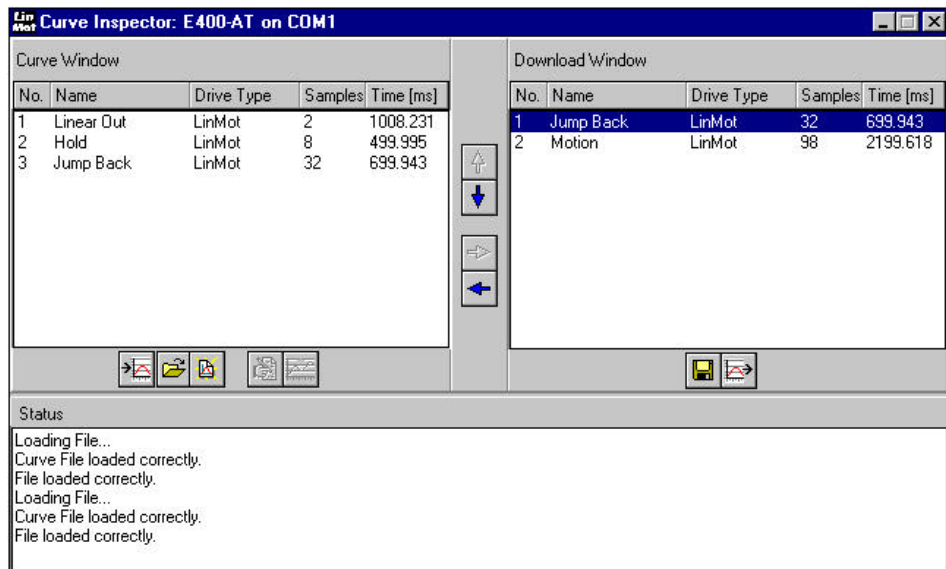 Lin Mot Curve Inspector: E400-AT on COM1
Curve Window
No. Name Drive Type Samples Time [ms]
1 Linear Out LinMot 2 1008.231
2 Hold LinMot 8 499.995
3 Jump Back LinMot 32 699.943
Download Window
No. Name Drive Type Samples Time [ms]
1 Jump Back LinMot 32 699.943
2 Motion LinMot 98 2199.618
Status
Loading File...
Curve File loaded correctly.
File loaded correctly.
Loading File...
Curve File loaded correctly.
File loaded correctly.